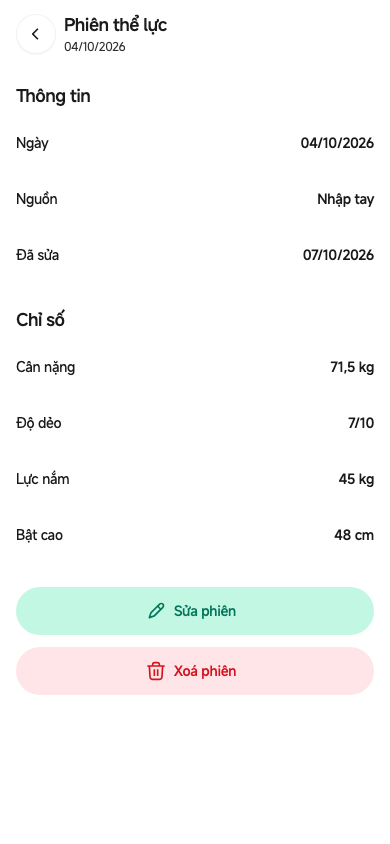 Phiên thể lực
04/10/2026
Thông tin
Ngày 04/10/2026
Nguồn Nhập tay
Đã sửa 07/10/2026
Chỉ số
Cân nặng 71,5 kg
Độ dẻo 7/10
Lực nắm 45 kg
Bật cao 48 cm
Sửa phiên
Xoá phiên